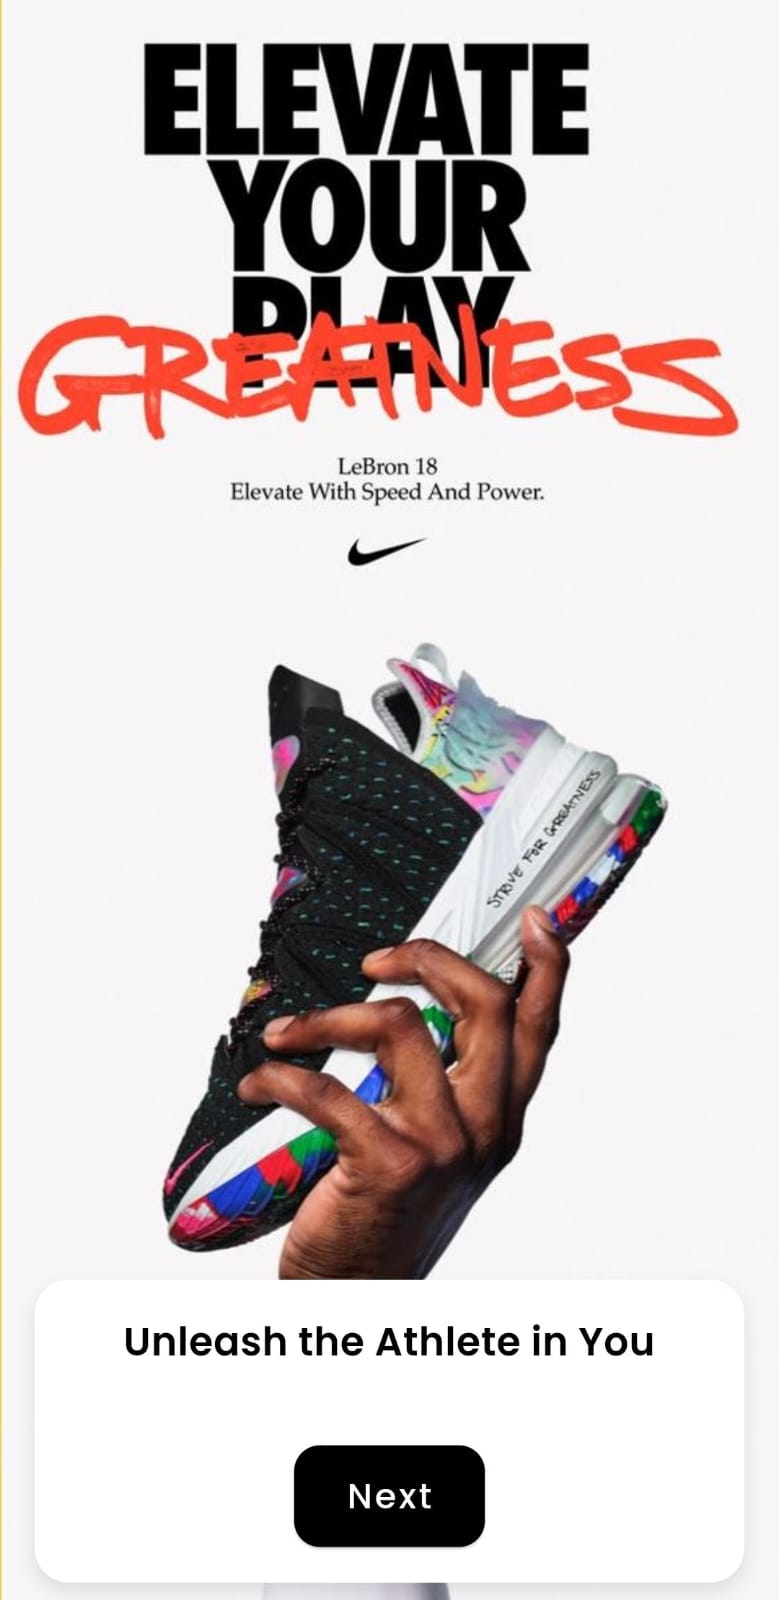 ELEVATE
YOUR
PLAY
GREATNESS
LeBron 18
Elevate With Speed And Power.
STRIVE FOR GREATNESS
Unleash the Athlete in You
Next